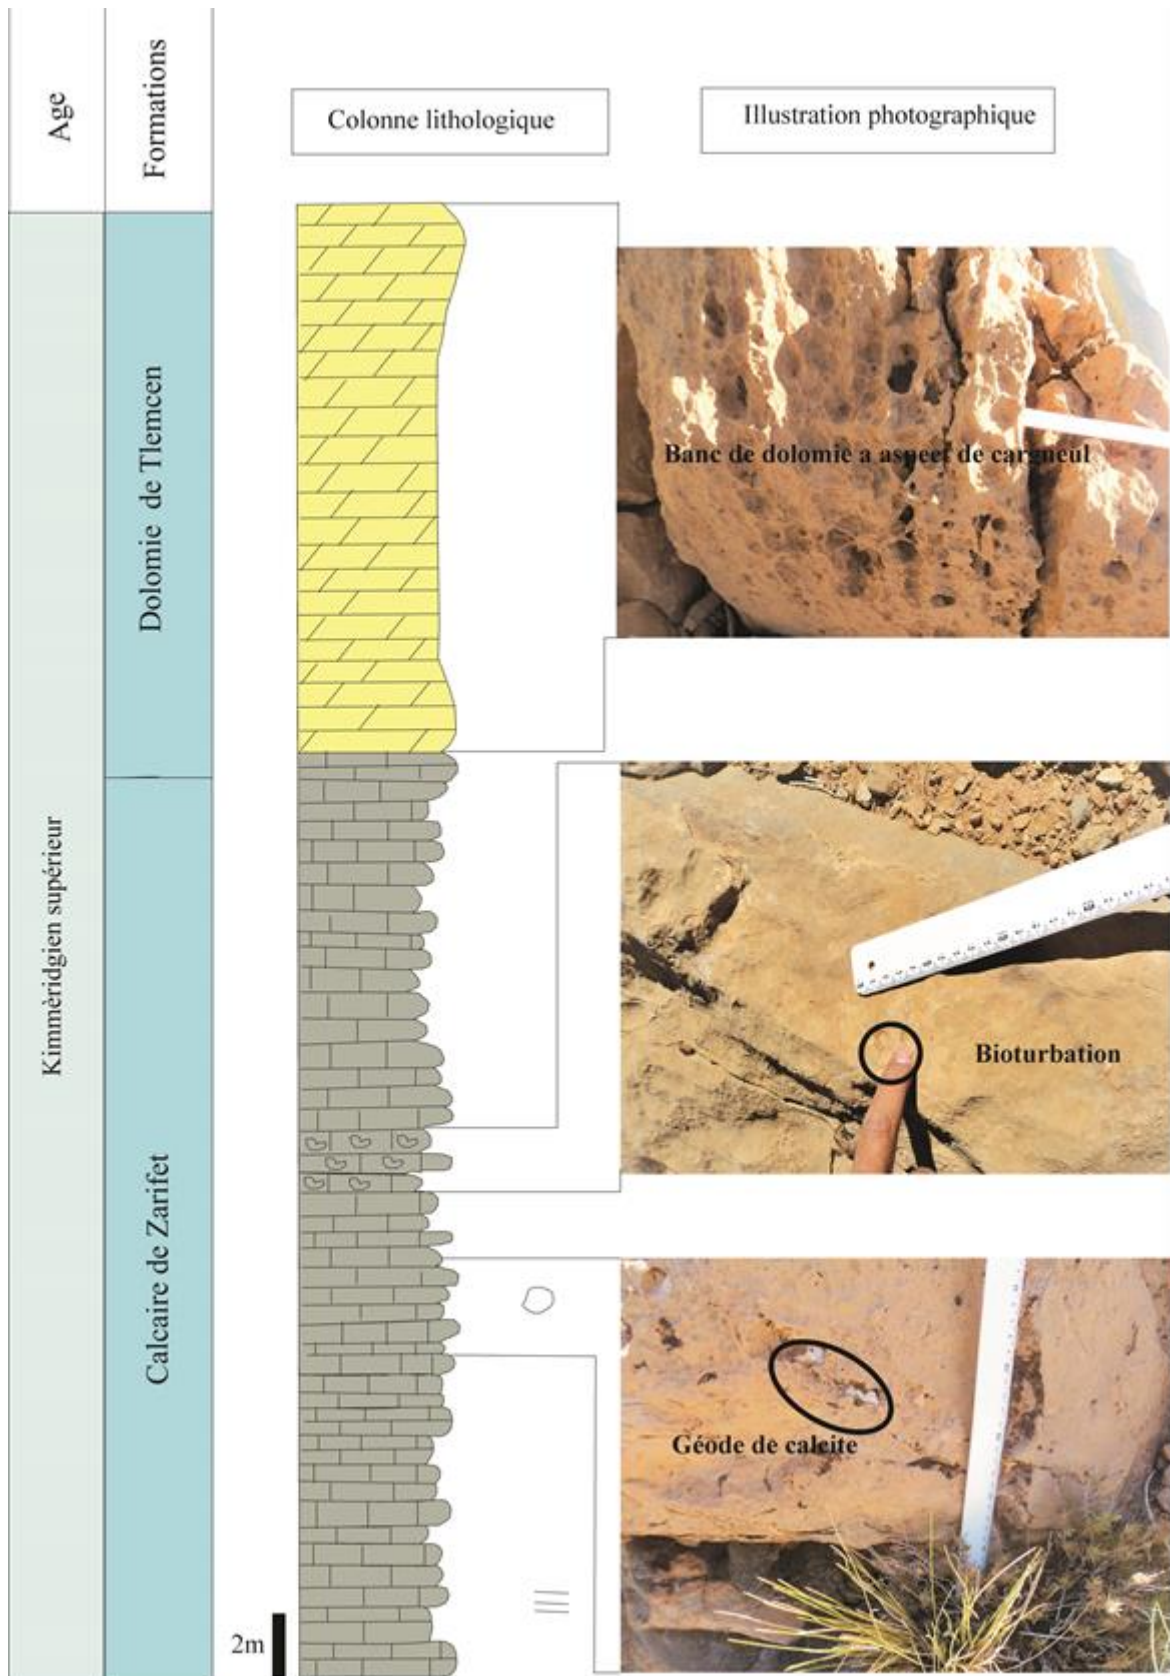 Age
Formations
Colonne lithologique
Illustration photographique
Dolomie de Tlemcen
Banc de dolomie a aspect de cargneul
Kimmèridgien supérieur
Bioturbation
Calcaire de Zarifet
Géode de calcite
2m